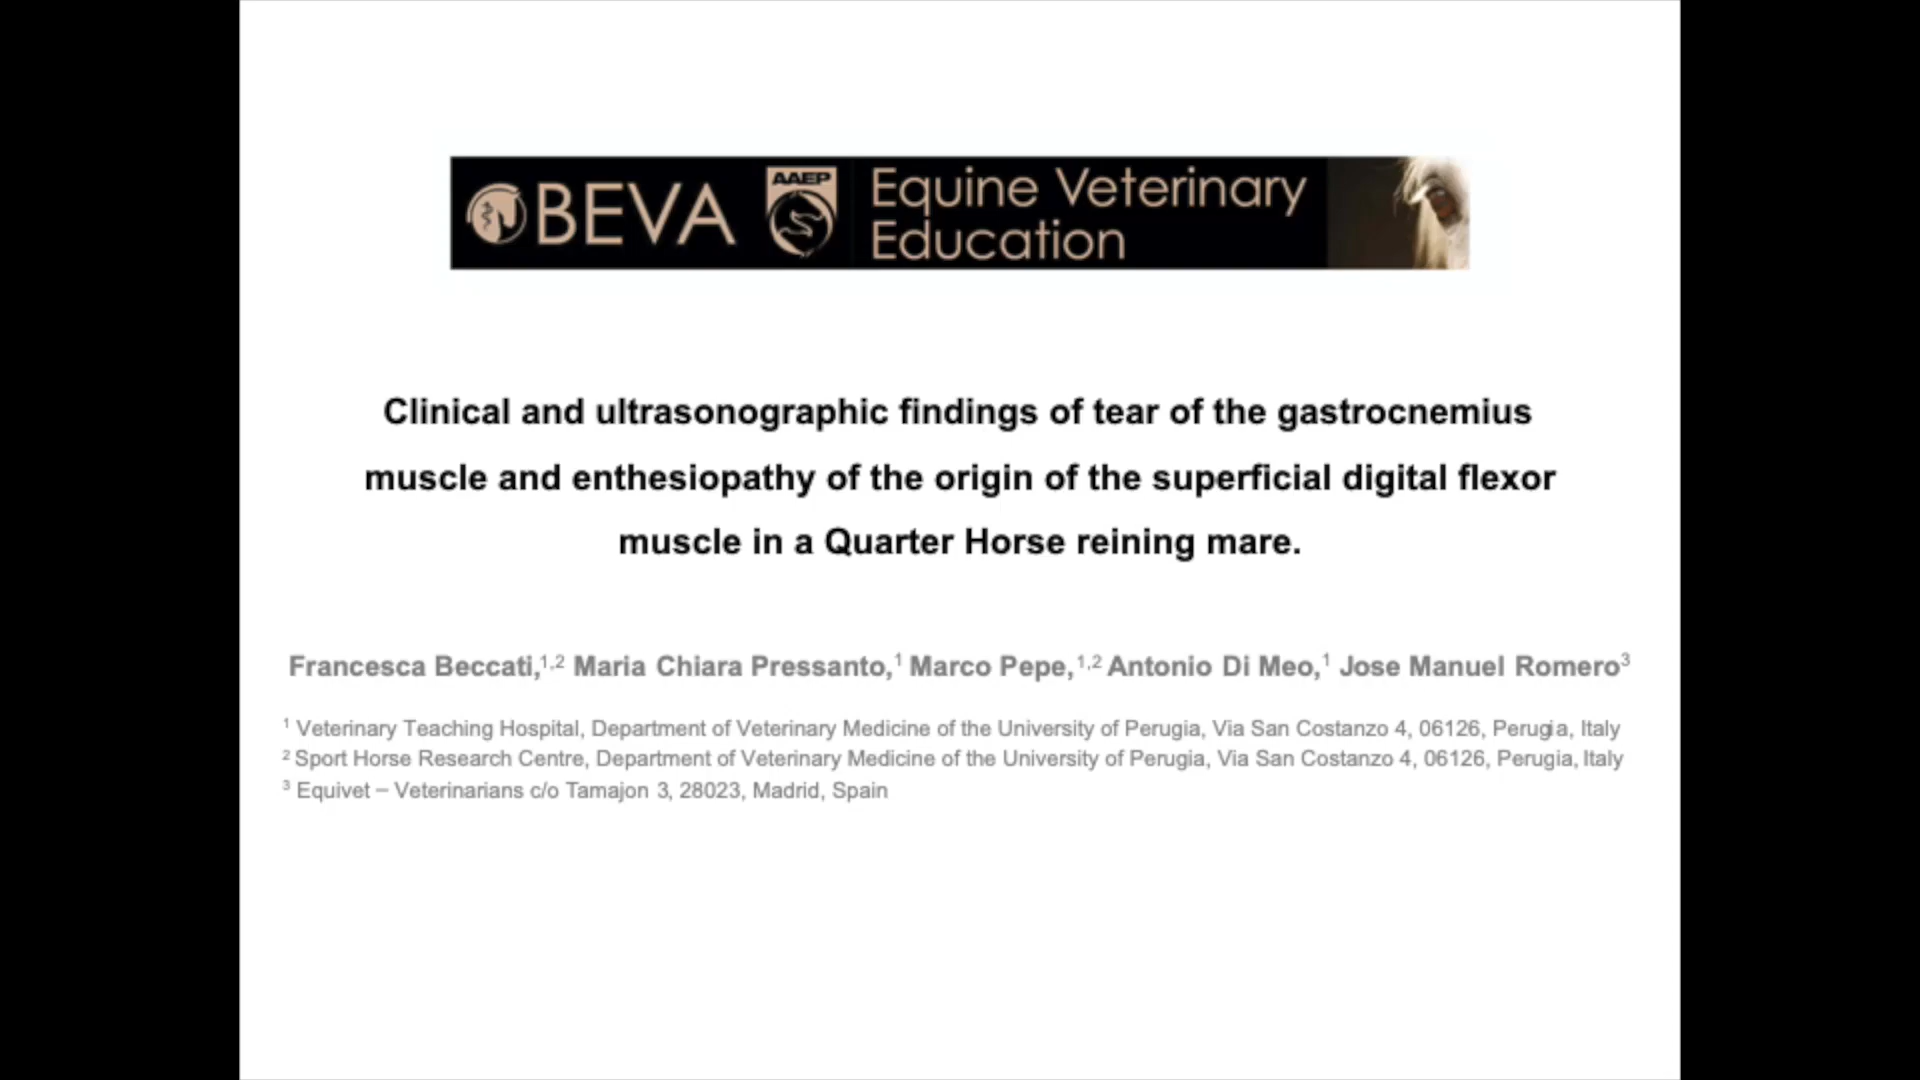 BEVA
AAEP
Equine Veterinary
Education
Clinical and ultrasonographic findings of tear of the gastrocnemius
muscle and enthesiopathy of the origin of the superficial digital flexor
muscle in a Quarter Horse reining mare.
Francesca Beccati,1,2 Maria Chiara Pressanto,1 Marco Pepe,1,2 Antonio Di Meo,1 Jose Manuel Romero3
1 Veterinary Teaching Hospital, Department of Veterinary Medicine of the University of Perugia, Via San Costanzo 4, 06126, Perugia, Italy
2 Sport Horse Research Centre, Department of Veterinary Medicine of the University of Perugia, Via San Costanzo 4, 06126, Perugia, Italy
3 Equivet – Veterinarians c/o Tamajon 3, 28023, Madrid, Spain